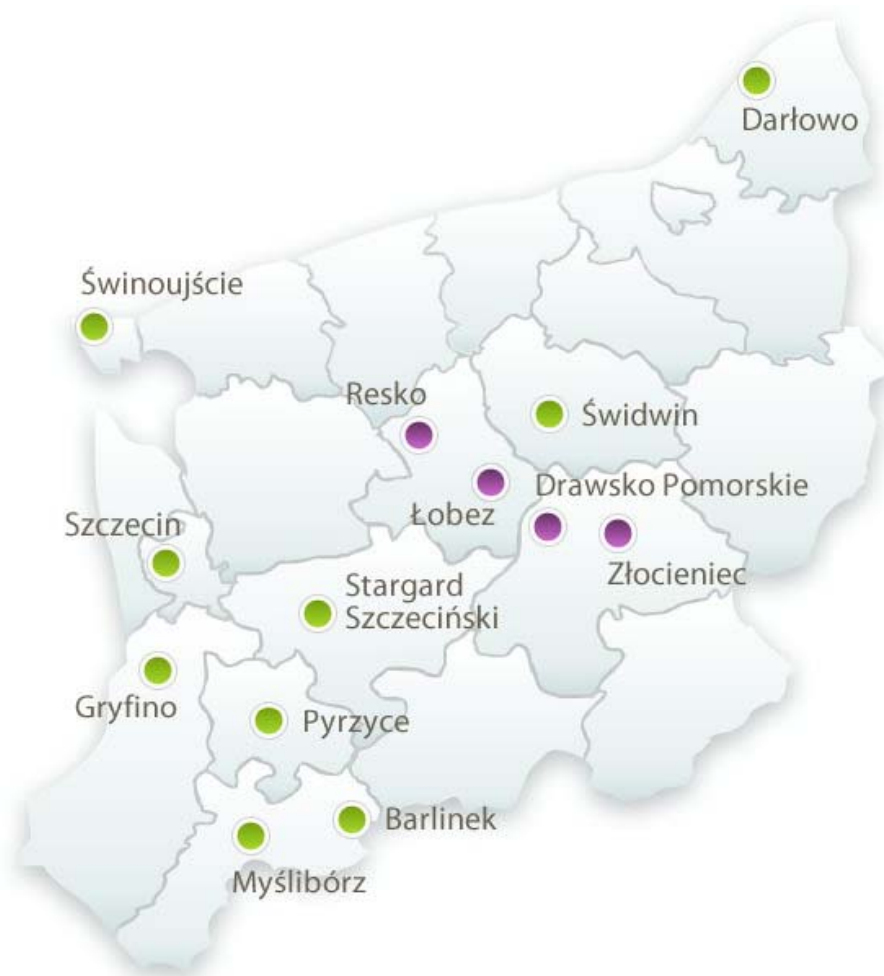 Darłowo
Świnoujście
Resko
Świdwin
Łobez
Drawsko Pomorskie
Szczecin
Złocieniec
Stargard
Szczeciński
Gryfino
Pyrzyce
Barlinek
Myślibórz